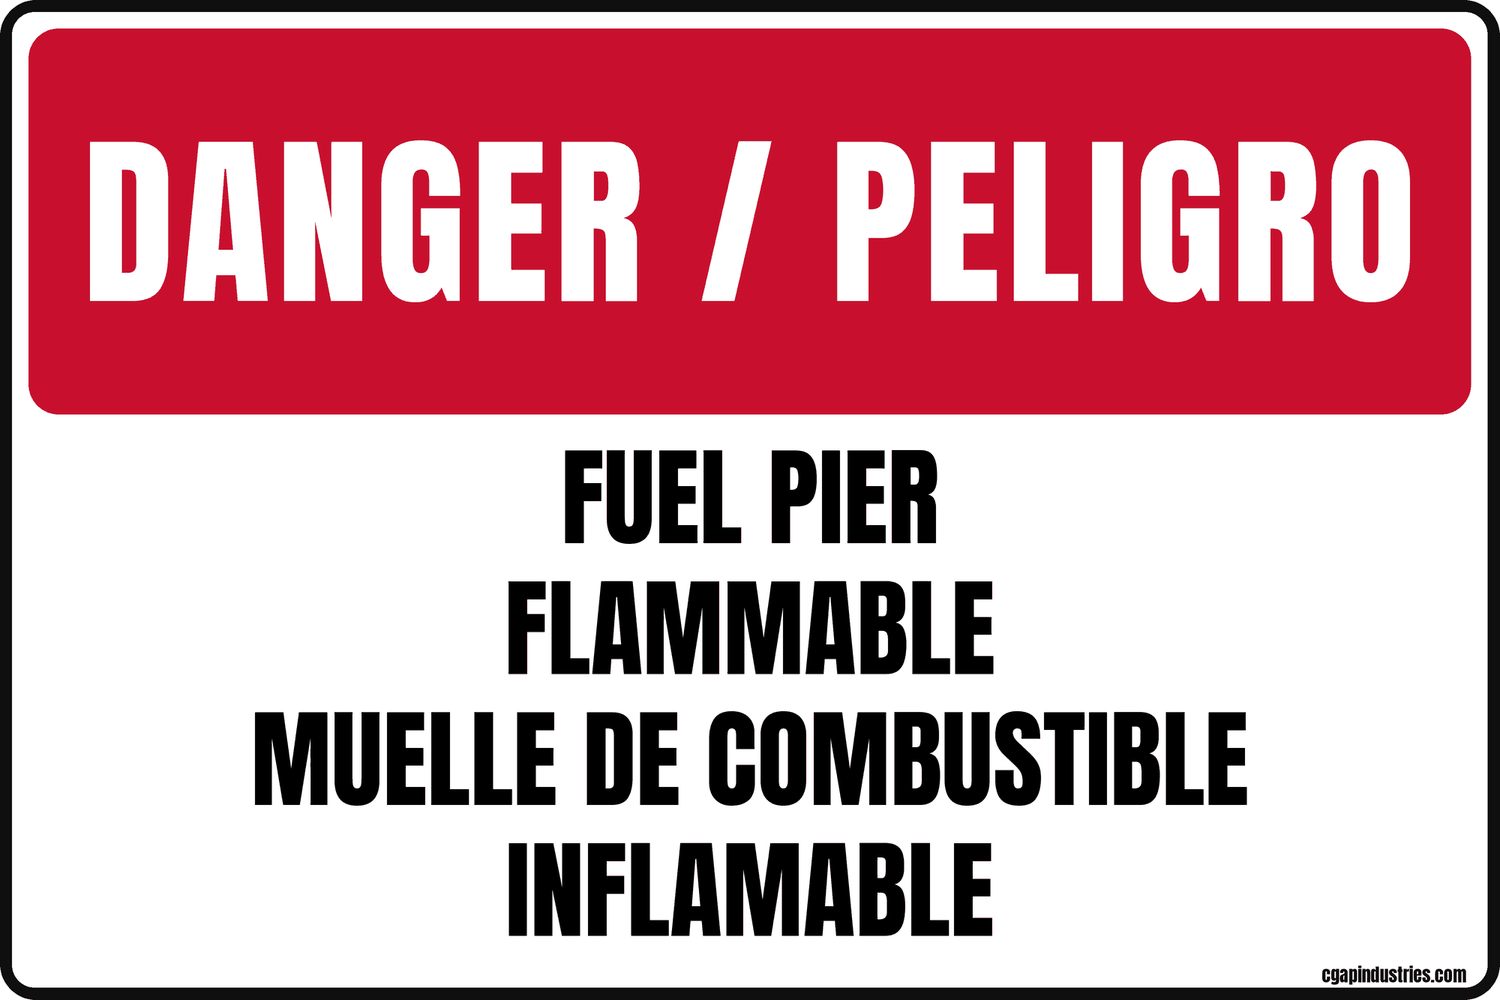 DANGER / PELIGRO
FUEL PIER
FLAMMABLE
MUELLE DE COMBUSTIBLE
INFLAMABLE
cgapindustries.com